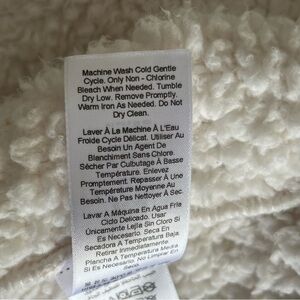 Machine Wash Cold Gentle
Cycle. Only Non - Chlorine
Bleach When Needed. Tumble
Dry Low. Remove Promptly.
Warm Iron As Needed. Do Not
Dry Clean.
Laver À La Machine À L'Eau
Froide Cycle Délicat. Utiliser Au
Besoin Un Agent De
Blanchiment Sans Chlore.
Sécher Par Culbutage À Basse
Température. Enlevez
Promptement. Repasser À Une
Température Moyenne Au
Besoin. Ne Pas Nettoyer À Sec.
Lavar A Máquina En Agua Fría
Ciclo Delicado. Usar
Únicamente Lejía Sin Cloro Si
Es Necesario. Seca En
Secadora A Temperatura Baja
Retirar Inmediatamente.
Plancha A Temperatura Media
Si Es Necesario. No Lavar En